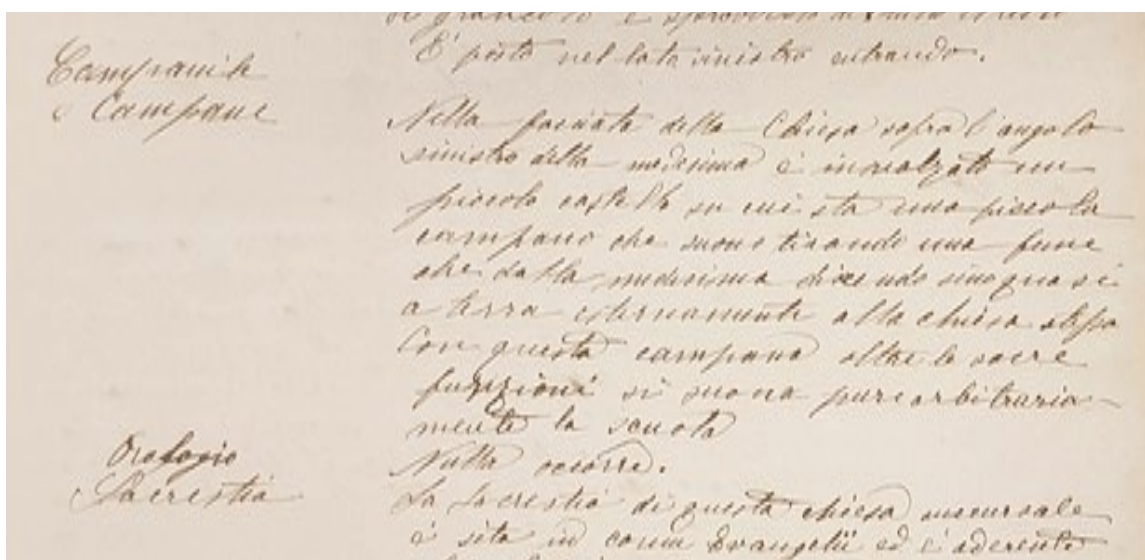 È posto nel lato sinistro entrando.
Campanile
e Campane
Nella facciata della Chiesa sopra l'angolo
sinistro della medesima è innalzato un
piccolo castello su cui sta una piccola
campana che suona tirando una fune
che dalla medesima discende sino quasi
a terra esternamente alla chiesa stessa
Con questa campana oltre le sacre
funzioni si suona pure arbitraria-
mente la scuola
Orologio
Nulla occorre.
Sacrestia
La Sacrestia di questa chiesa succursale
è sita in cornu Evangelii ed è aderente